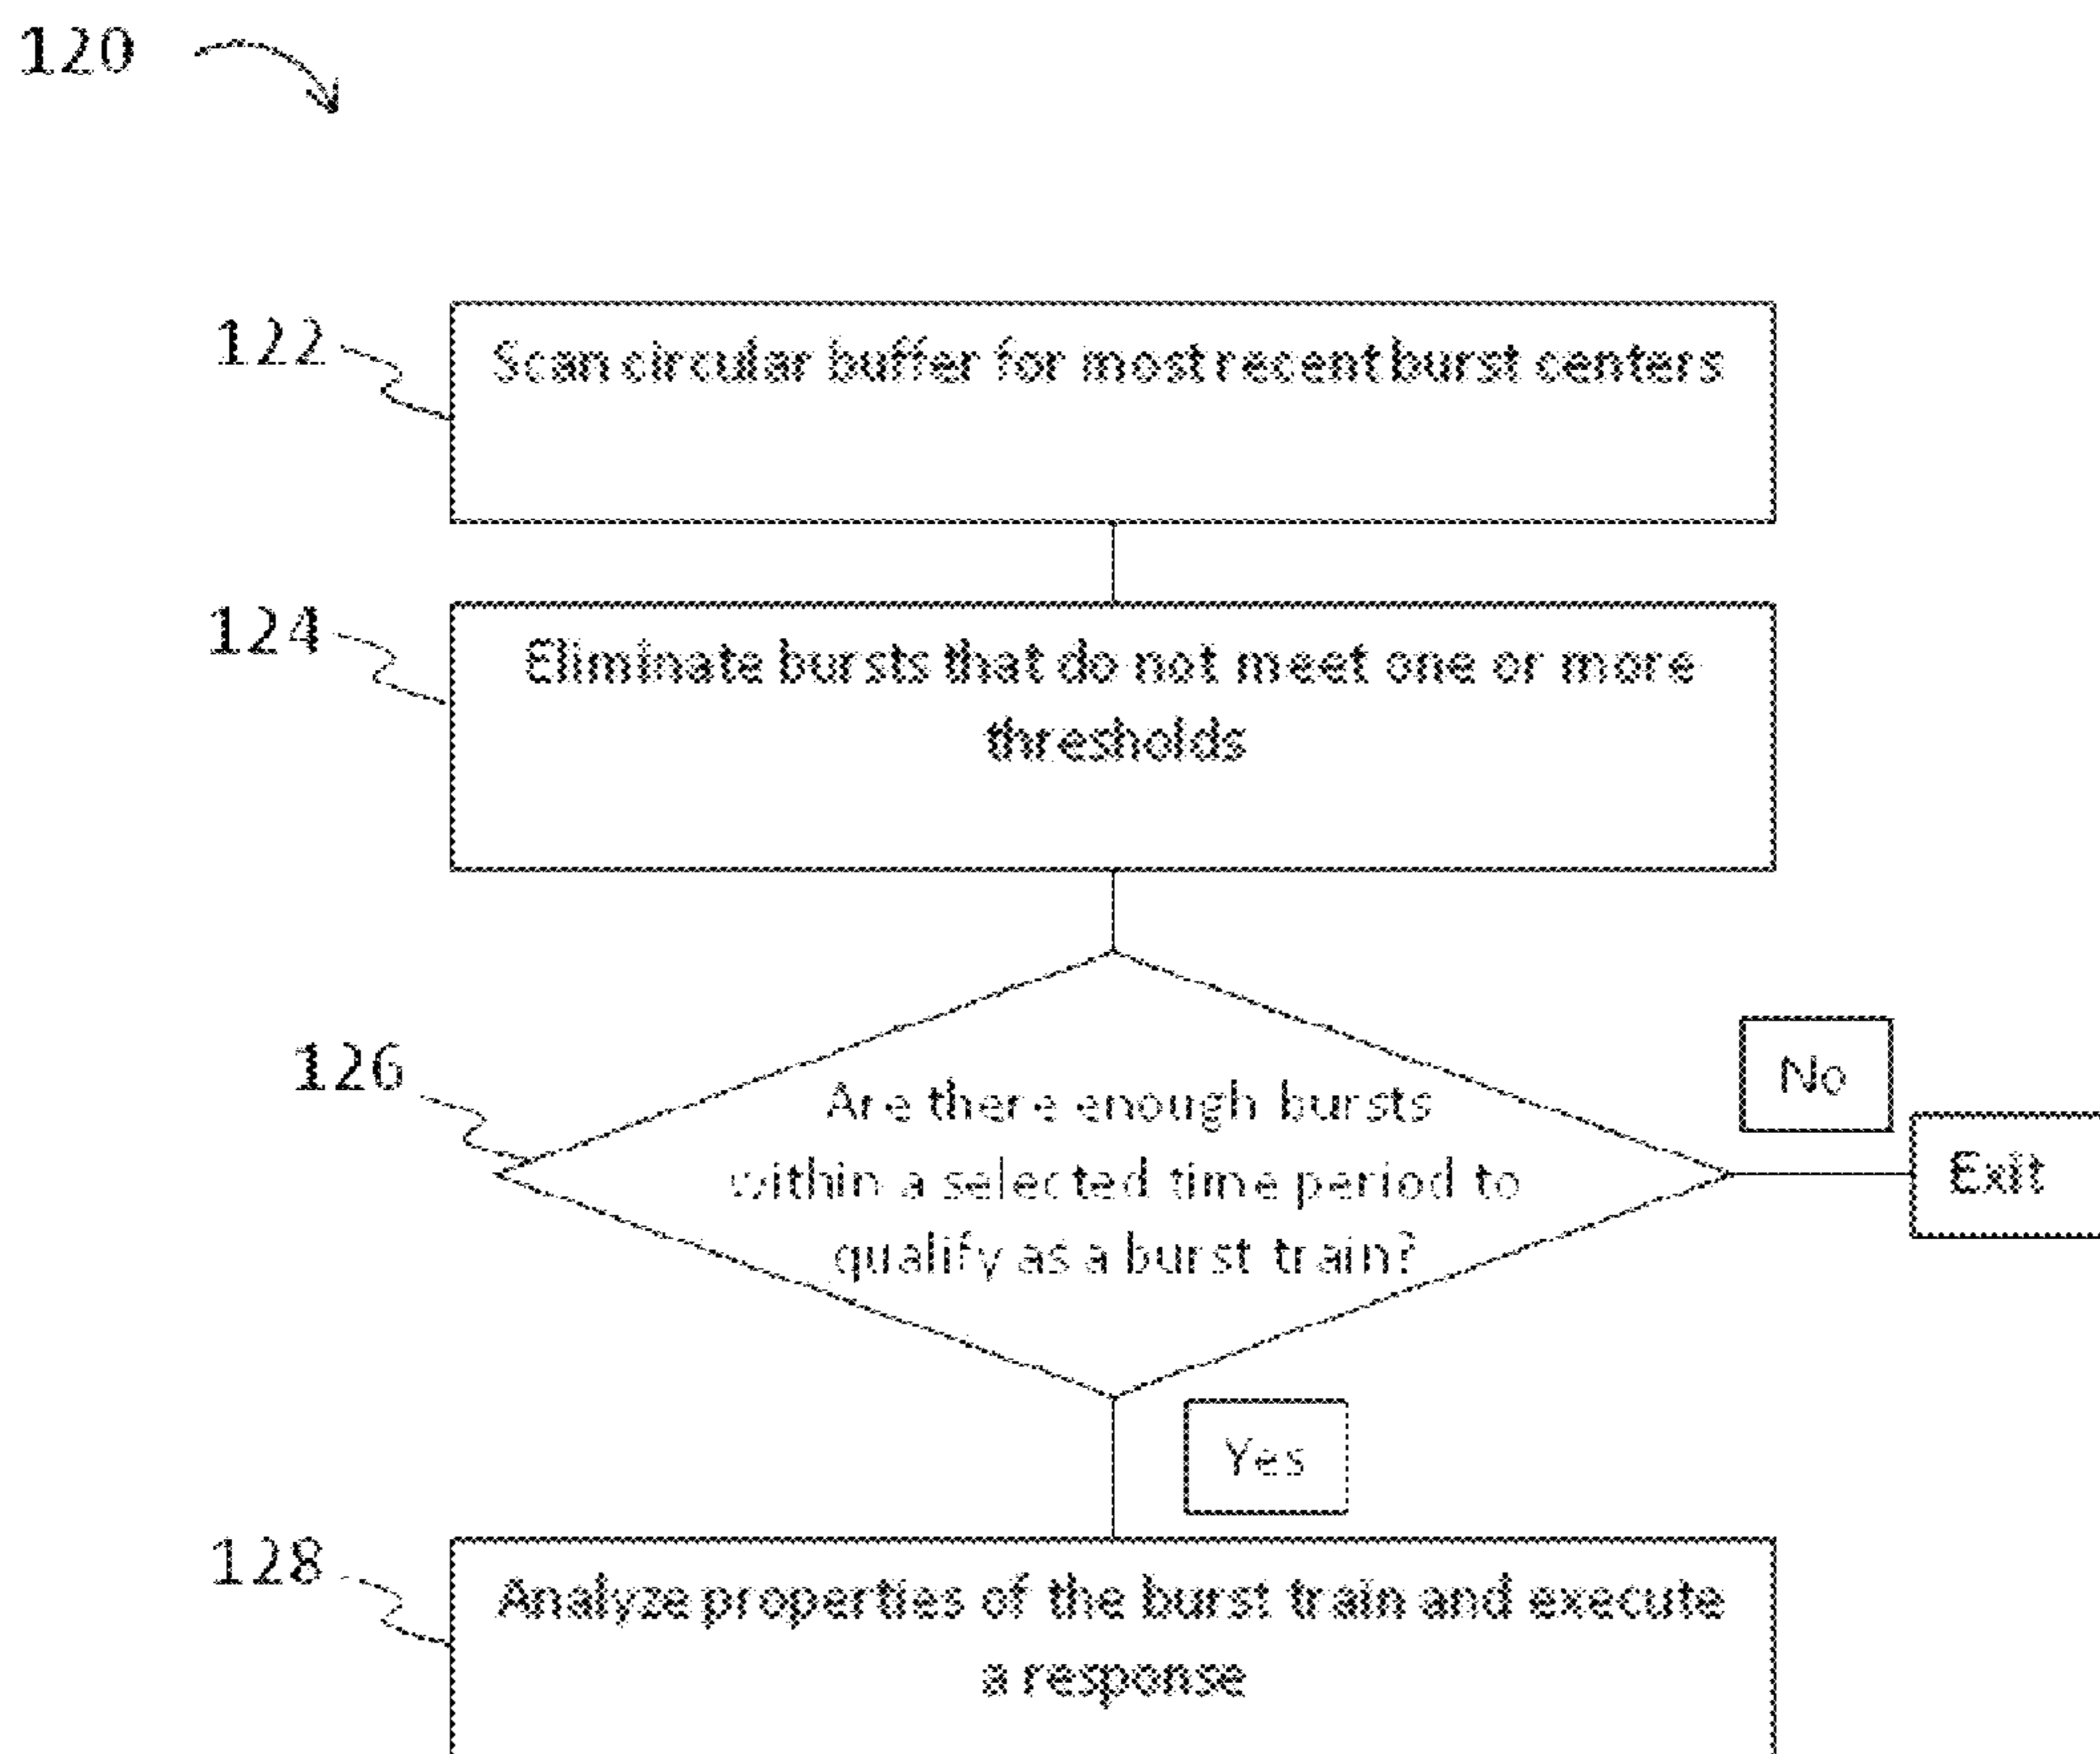 120
122
Scan circular buffer for most recent burst centers
124
Eliminate bursts that do not meet one or more
thresholds
126
Are there enough bursts
within a selected time period to
qualify as a burst train?
No
Exit
Yes
128
Analyze properties of the burst train and execute
a response